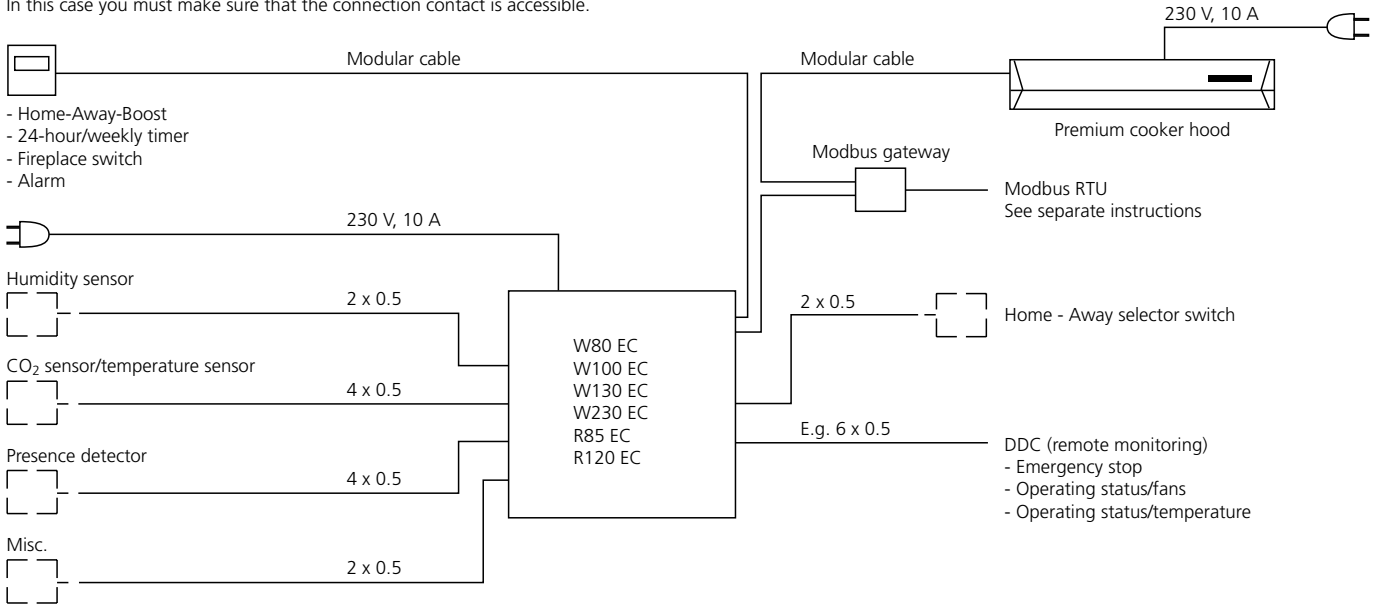 In this case you must make sure that the connection contact is accessible.
230 V, 10 A
Modular cable
Modular cable
- Home-Away-Boost
- 24-hour/weekly timer
- Fireplace switch
- Alarm
Premium cooker hood
Modbus gateway
Modbus RTU
See separate instructions
230 V, 10 A
Humidity sensor
2 x 0.5
2 x 0.5
Home - Away selector switch
CO₂ sensor/temperature sensor
4 x 0.5
W80 EC
W100 EC
W130 EC
W230 EC
R85 EC
R120 EC
E.g. 6 x 0.5
DDC (remote monitoring)
- Emergency stop
- Operating status/fans
- Operating status/temperature
Presence detector
4 x 0.5
Misc.
2 x 0.5